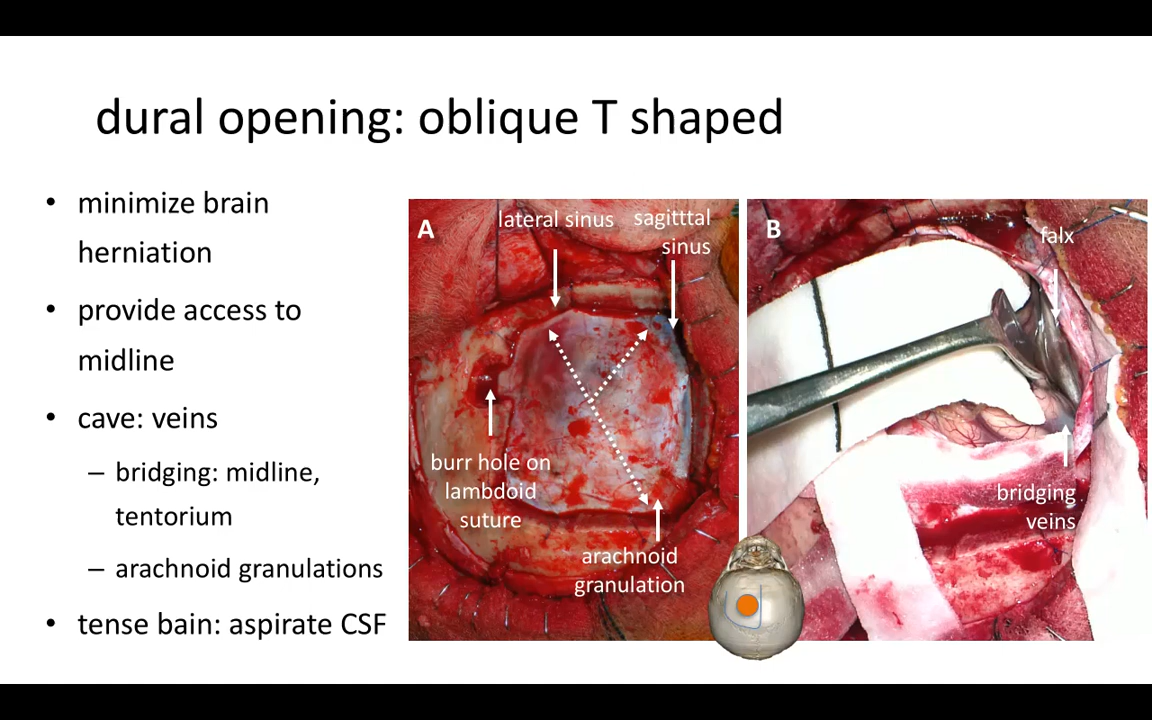 dural opening: oblique T shaped
• minimize brain
herniation
• provide access to
midline
• cave: veins
– bridging: midline,
tentorium
– arachnoid granulations
• tense bain: aspirate CSF
A
lateral sinus
sagitttal
sinus
burr hole on
lambdoid
suture
arachnoid
granulation
B
falx
bridging
veins